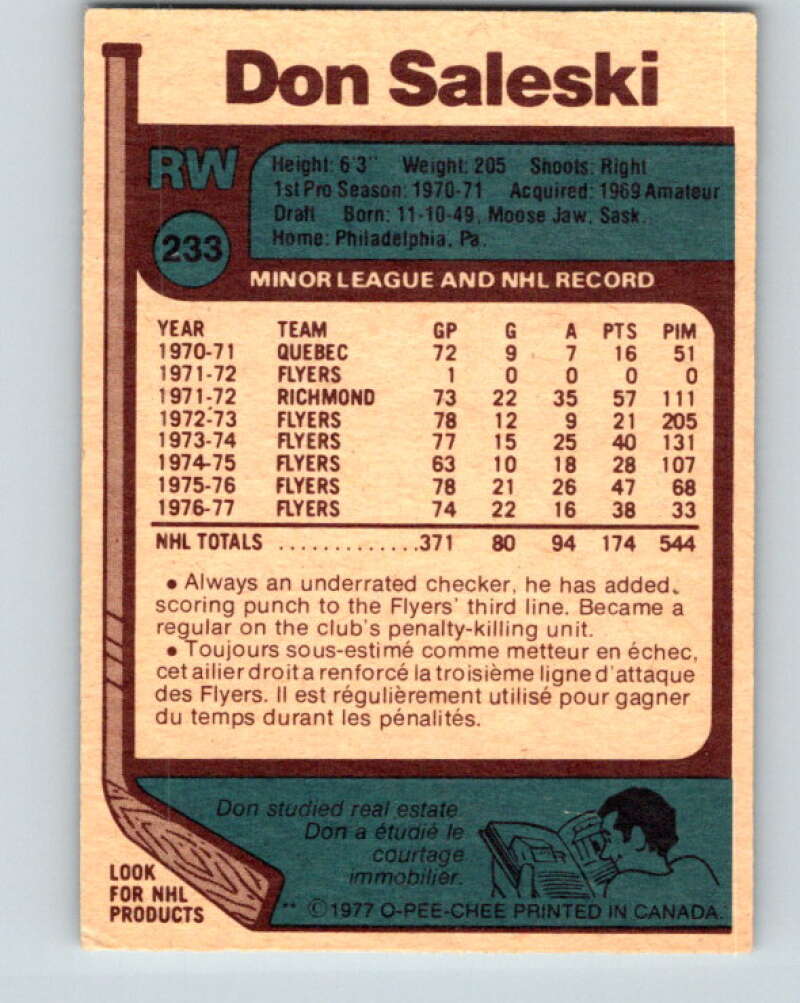 Don Saleski
RW
233
Height: 6'3" Weight: 205 Shoots: Right
1st Pro Season: 1970-71 Acquired: 1969 Amateur
Draft Born: 11-10-49, Moose Jaw, Sask.
Home: Philadelphia, Pa.
MINOR LEAGUE AND NHL RECORD
YEAR TEAM GP G A PTS PIM
1970-71 QUEBEC 72 9 7 16 51
1971-72 FLYERS 1 0 0 0 0
1971-72 RICHMOND 73 22 35 57 111
1972-73 FLYERS 78 12 9 21 205
1973-74 FLYERS 77 15 25 40 131
1974-75 FLYERS 63 10 18 28 107
1975-76 FLYERS 78 21 26 47 68
1976-77 FLYERS 74 22 16 38 33
NHL TOTALS .............371 80 94 174 544
• Always an underrated checker, he has added
scoring punch to the Flyers' third line. Became a
regular on the club's penalty-killing unit.
• Toujours sous-estimé comme metteur en échec,
cet ailier droit a renforcé la troisième ligne d'attaque
des Flyers. Il est régulièrement utilisé pour gagner
du temps durant les pénalités.
Don studied real estate.
Don a étudié le
courtage
immobilier.
LOOK
FOR NHL
PRODUCTS
** © 1977 O-PEE-CHEE PRINTED IN CANADA.